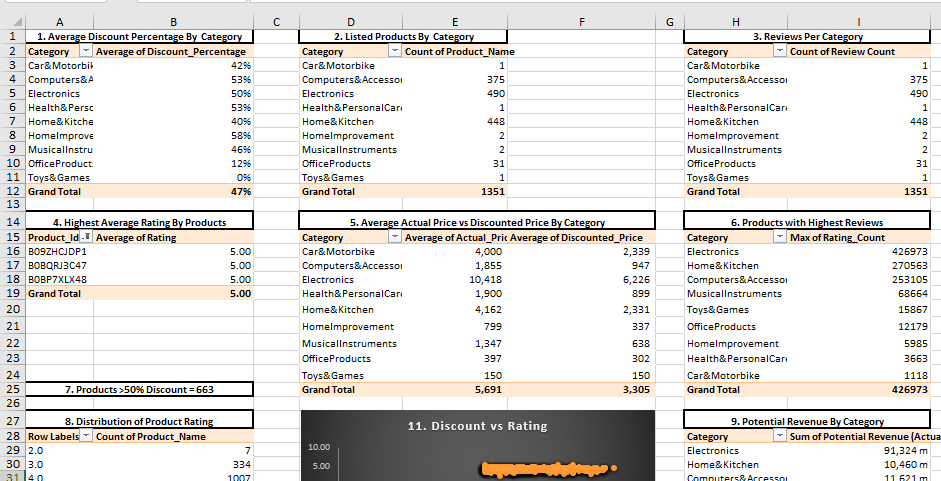 A B C D E F G H I
1 1. Average Discount Percentage By Category 2. Listed Products By Category 3. Reviews Per Category
2 Category Average of Discount_Percentage Category Count of Product_Name Category Count of Review Count
3 Car&Motorbik 42% Car&Motorbike 1 Car&Motorbike 1
4 Computers&A 53% Computers&Accessor 375 Computers&Accessor 375
5 Electronics 50% Electronics 490 Electronics 490
6 Health&Persc 53% Health&PersonalCare 1 Health&PersonalCare 1
7 Home&Kitche 40% Home&Kitchen 448 Home&Kitchen 448
8 HomeImprove 58% HomeImprovement 2 HomeImprovement 2
9 MusicalInstru 46% MusicalInstruments 2 MusicalInstruments 2
10 OfficeProduct 12% OfficeProducts 31 OfficeProducts 31
11 Toys&Games 0% Toys&Games 1 Toys&Games 1
12 Grand Total 47% Grand Total 1351 Grand Total 1351
13
14 4. Highest Average Rating By Products 5. Average Actual Price vs Discounted Price By Category 6. Products with Highest Reviews
15 Product_Id Average of Rating Category Average of Actual_Pric Average of Discounted_Price Category Max of Rating_Count
16 B09ZHCJDP1 5.00 Car&Motorbike 4,000 2,339 Electronics 426973
17 B0BQRJ3C47 5.00 Computers&Accessor 1,855 947 Home&Kitchen 270563
18 B0BP7XLX48 5.00 Electronics 10,418 6,226 Computers&Accessor 253105
19 Grand Total 5.00 Health&PersonalCare 1,900 899 MusicalInstruments 68664
20 Home&Kitchen 4,162 2,331 Toys&Games 15867
21 HomeImprovement 799 337 OfficeProducts 12179
22 MusicalInstruments 1,347 638 HomeImprovement 5985
23 OfficeProducts 397 302 Health&PersonalCare 3663
24 Toys&Games 150 150 Car&Motorbike 1118
25 7. Products >50% Discount = 663 Grand Total 5,691 3,305 Grand Total 426973
26
27 8. Distribution of Product Rating 11. Discount vs Rating 9. Potential Revenue By Category
28 Row Labels Count of Product_Name Category Sum of Potential Revenue (Actua
29 2.0 7 10.00 Electronics 91,324 m
30 3.0 334 5.00 Home&Kitchen 10,460 m
31 4.0 1007 Computers&Accessor 11,621 m